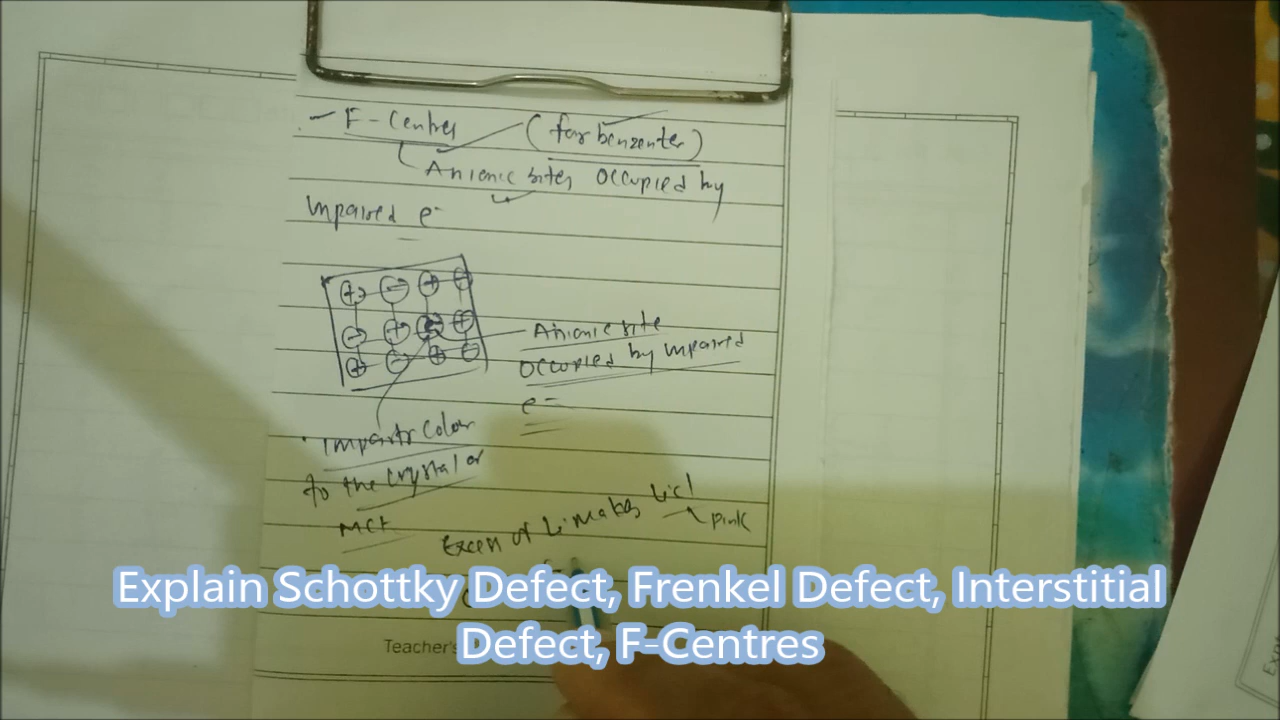 - F-Centres (farbenzenter)
Anionic sites occupied by
unpaired e-
Anionic site
occupied by unpaired
e-
imparts color
to the crystal or
Excess of Li makes LiCl
pink
Explain Schottky Defect, Frenkel Defect, Interstitial
Defect, F-Centres
Teacher's